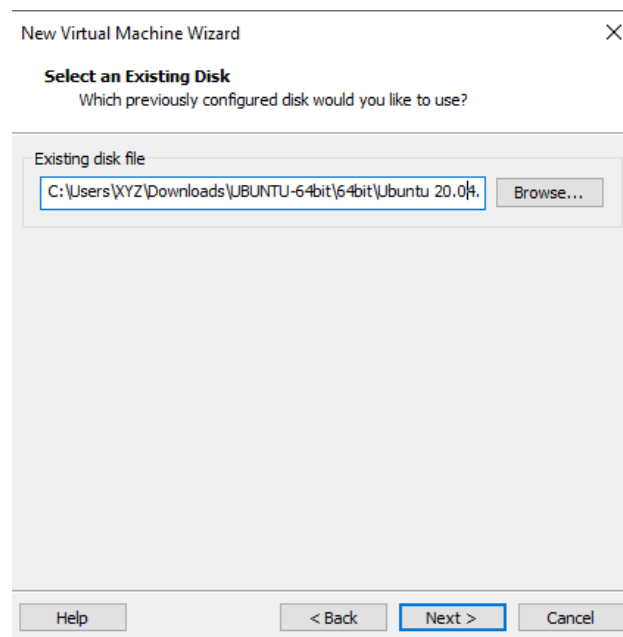 New Virtual Machine Wizard
Select an Existing Disk
Which previously configured disk would you like to use?
Existing disk file
C:\Users\XYZ\Downloads\UBUNTU-64bit\64bit\Ubuntu 20.04.
Browse...
Help
< Back
Next >
Cancel